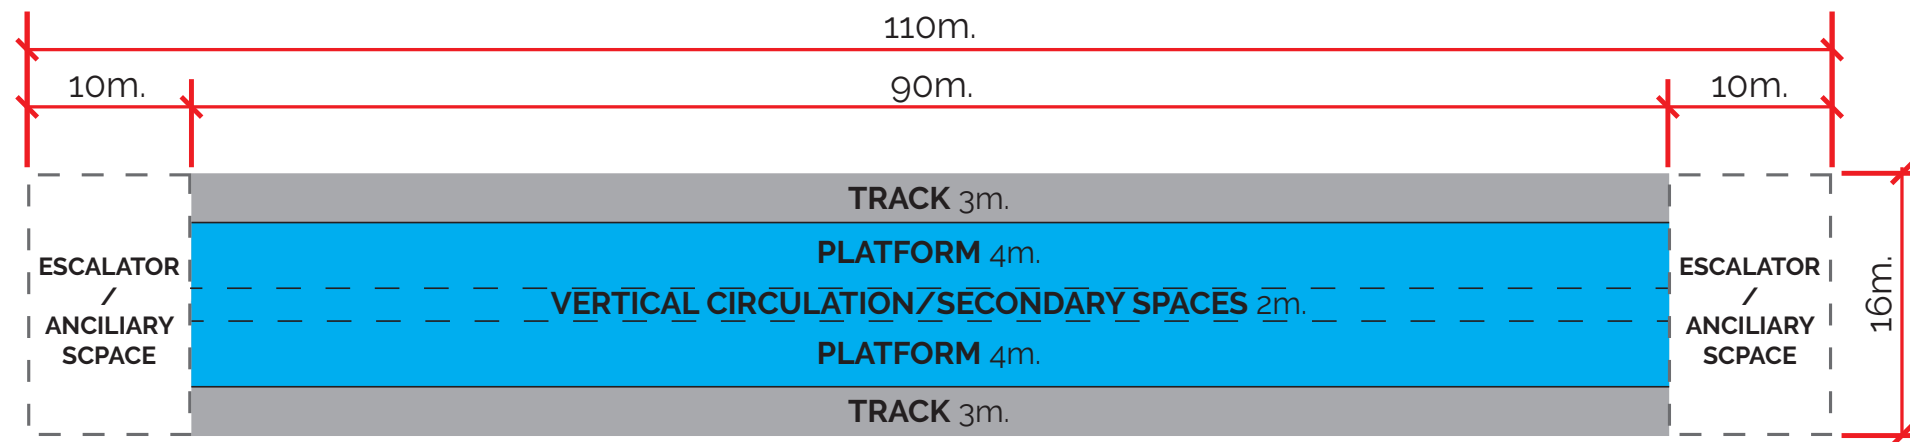 110m.
10m.
90m.
10m.
TRACK 3m.
PLATFORM 4m.
VERTICAL CIRCULATION/SECONDARY SPACES 2m.
PLATFORM 4m.
TRACK 3m.
ESCALATOR
/
ANCILIARY
SCPACE
ESCALATOR
/
ANCILIARY
SCPACE
16m.